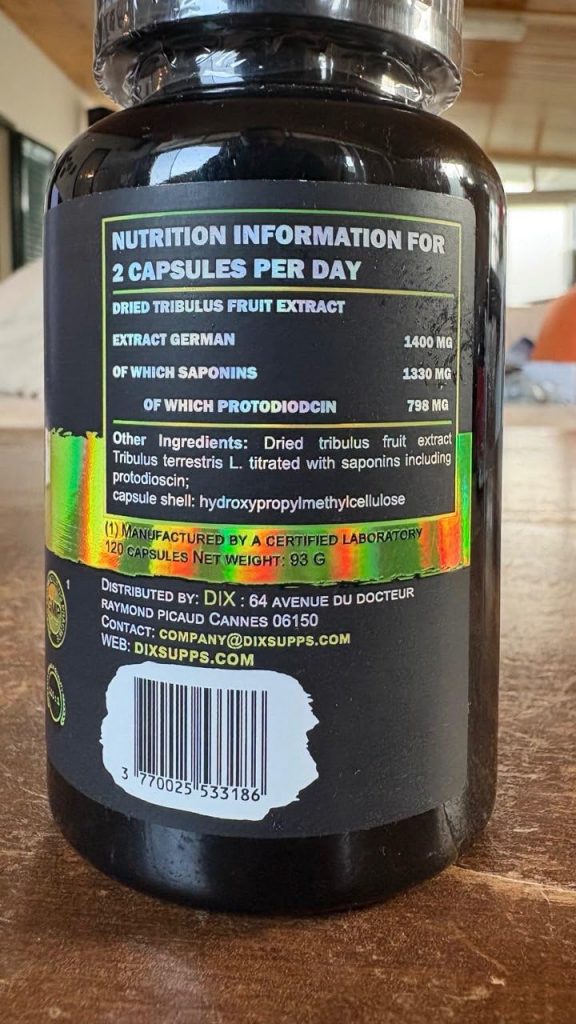 NUTRITION INFORMATION FOR
2 CAPSULES PER DAY
DRIED TRIBULUS FRUIT EXTRACT
EXTRACT GERMAN 1400 MG
OF WHICH SAPONINS 1330 MG
OF WHICH PROTODIODCIN 798 MG
Other Ingredients: Dried tribulus fruit extract
Tribulus terrestris L. titrated with saponins including
protodioscin;
capsule shell: hydroxypropylmethylcellulose
(1) MANUFACTURED BY A CERTIFIED LABORATORY
120 CAPSULES NET WEIGHT: 93 G
1
DISTRIBUTED BY: DIX : 64 AVENUE DU DOCTEUR
RAYMOND PICAUD CANNES 06150
CONTACT: COMPANY@DIXSUPPS.COM
WEB: DIXSUPPS.COM
3 770025 533186